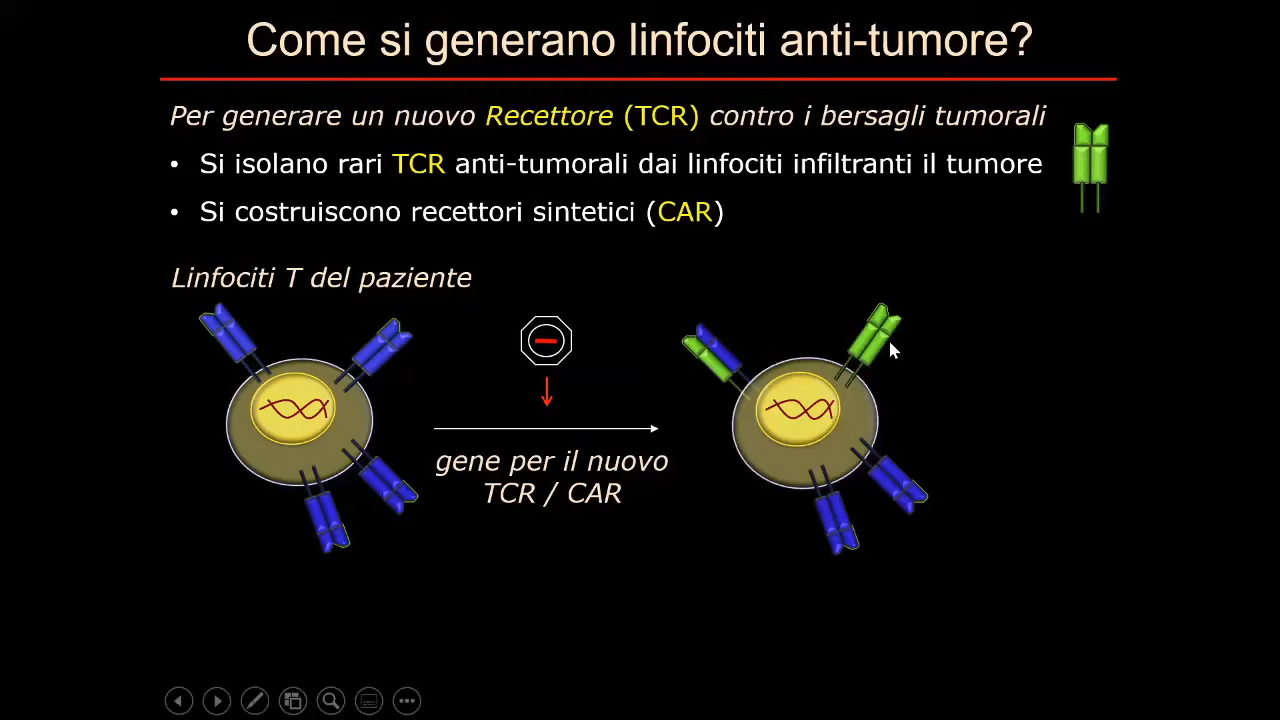 Come si generano linfociti anti-tumore?
Per generare un nuovo Recettore (TCR) contro i bersagli tumorali
• Si isolano rari TCR anti-tumorali dai linfociti infiltranti il tumore
• Si costruiscono recettori sintetici (CAR)
Linfociti T del paziente
gene per il nuovo
TCR / CAR